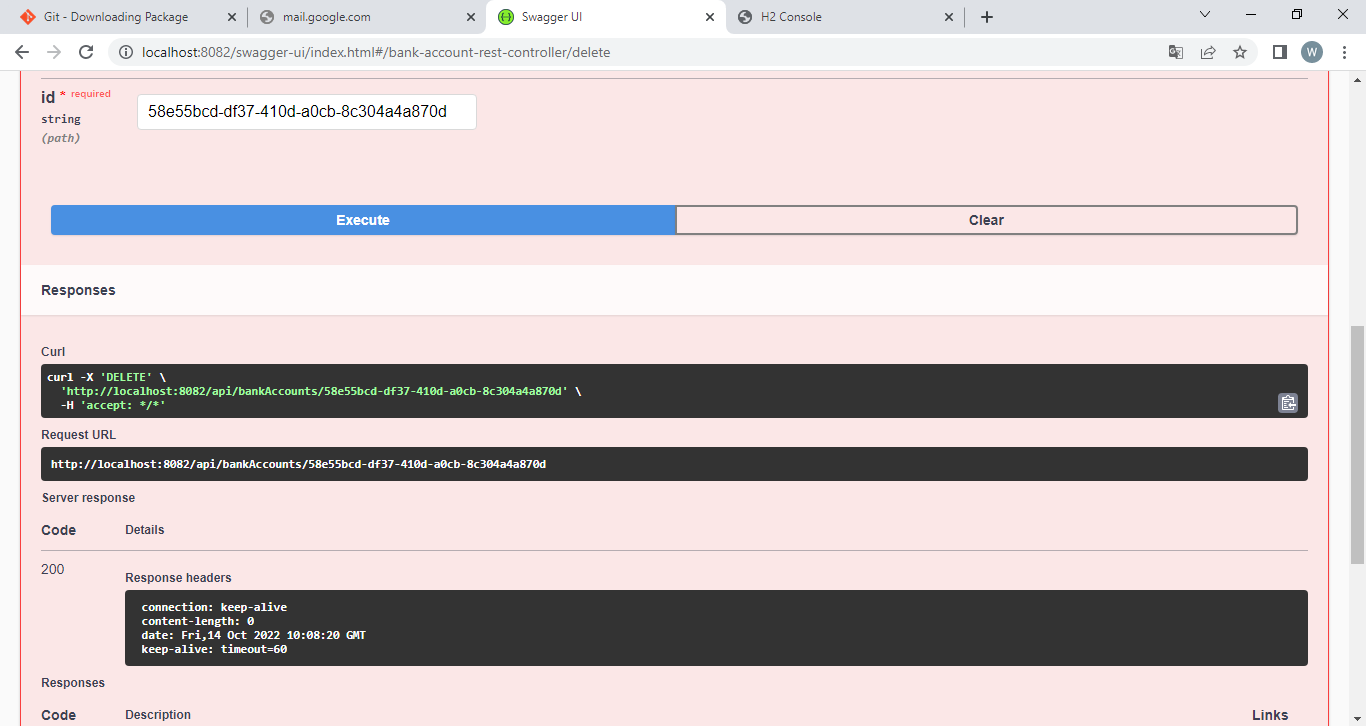 Git - Downloading Package
mail.google.com
Swagger UI
H2 Console
localhost:8082/swagger-ui/index.html#/bank-account-rest-controller/delete
W
id * required
58e55bcd-df37-410d-a0cb-8c304a4a870d
string
(path)
Execute
Clear
Responses
Curl
curl -X 'DELETE' \
'http://localhost:8082/api/bankAccounts/58e55bcd-df37-410d-a0cb-8c304a4a870d' \
-H 'accept: */*'
Request URL
http://localhost:8082/api/bankAccounts/58e55bcd-df37-410d-a0cb-8c304a4a870d
Server response
Code Details
200
Response headers
connection: keep-alive
content-length: 0
date: Fri,14 Oct 2022 10:08:20 GMT
keep-alive: timeout=60
Responses
Code Description Links